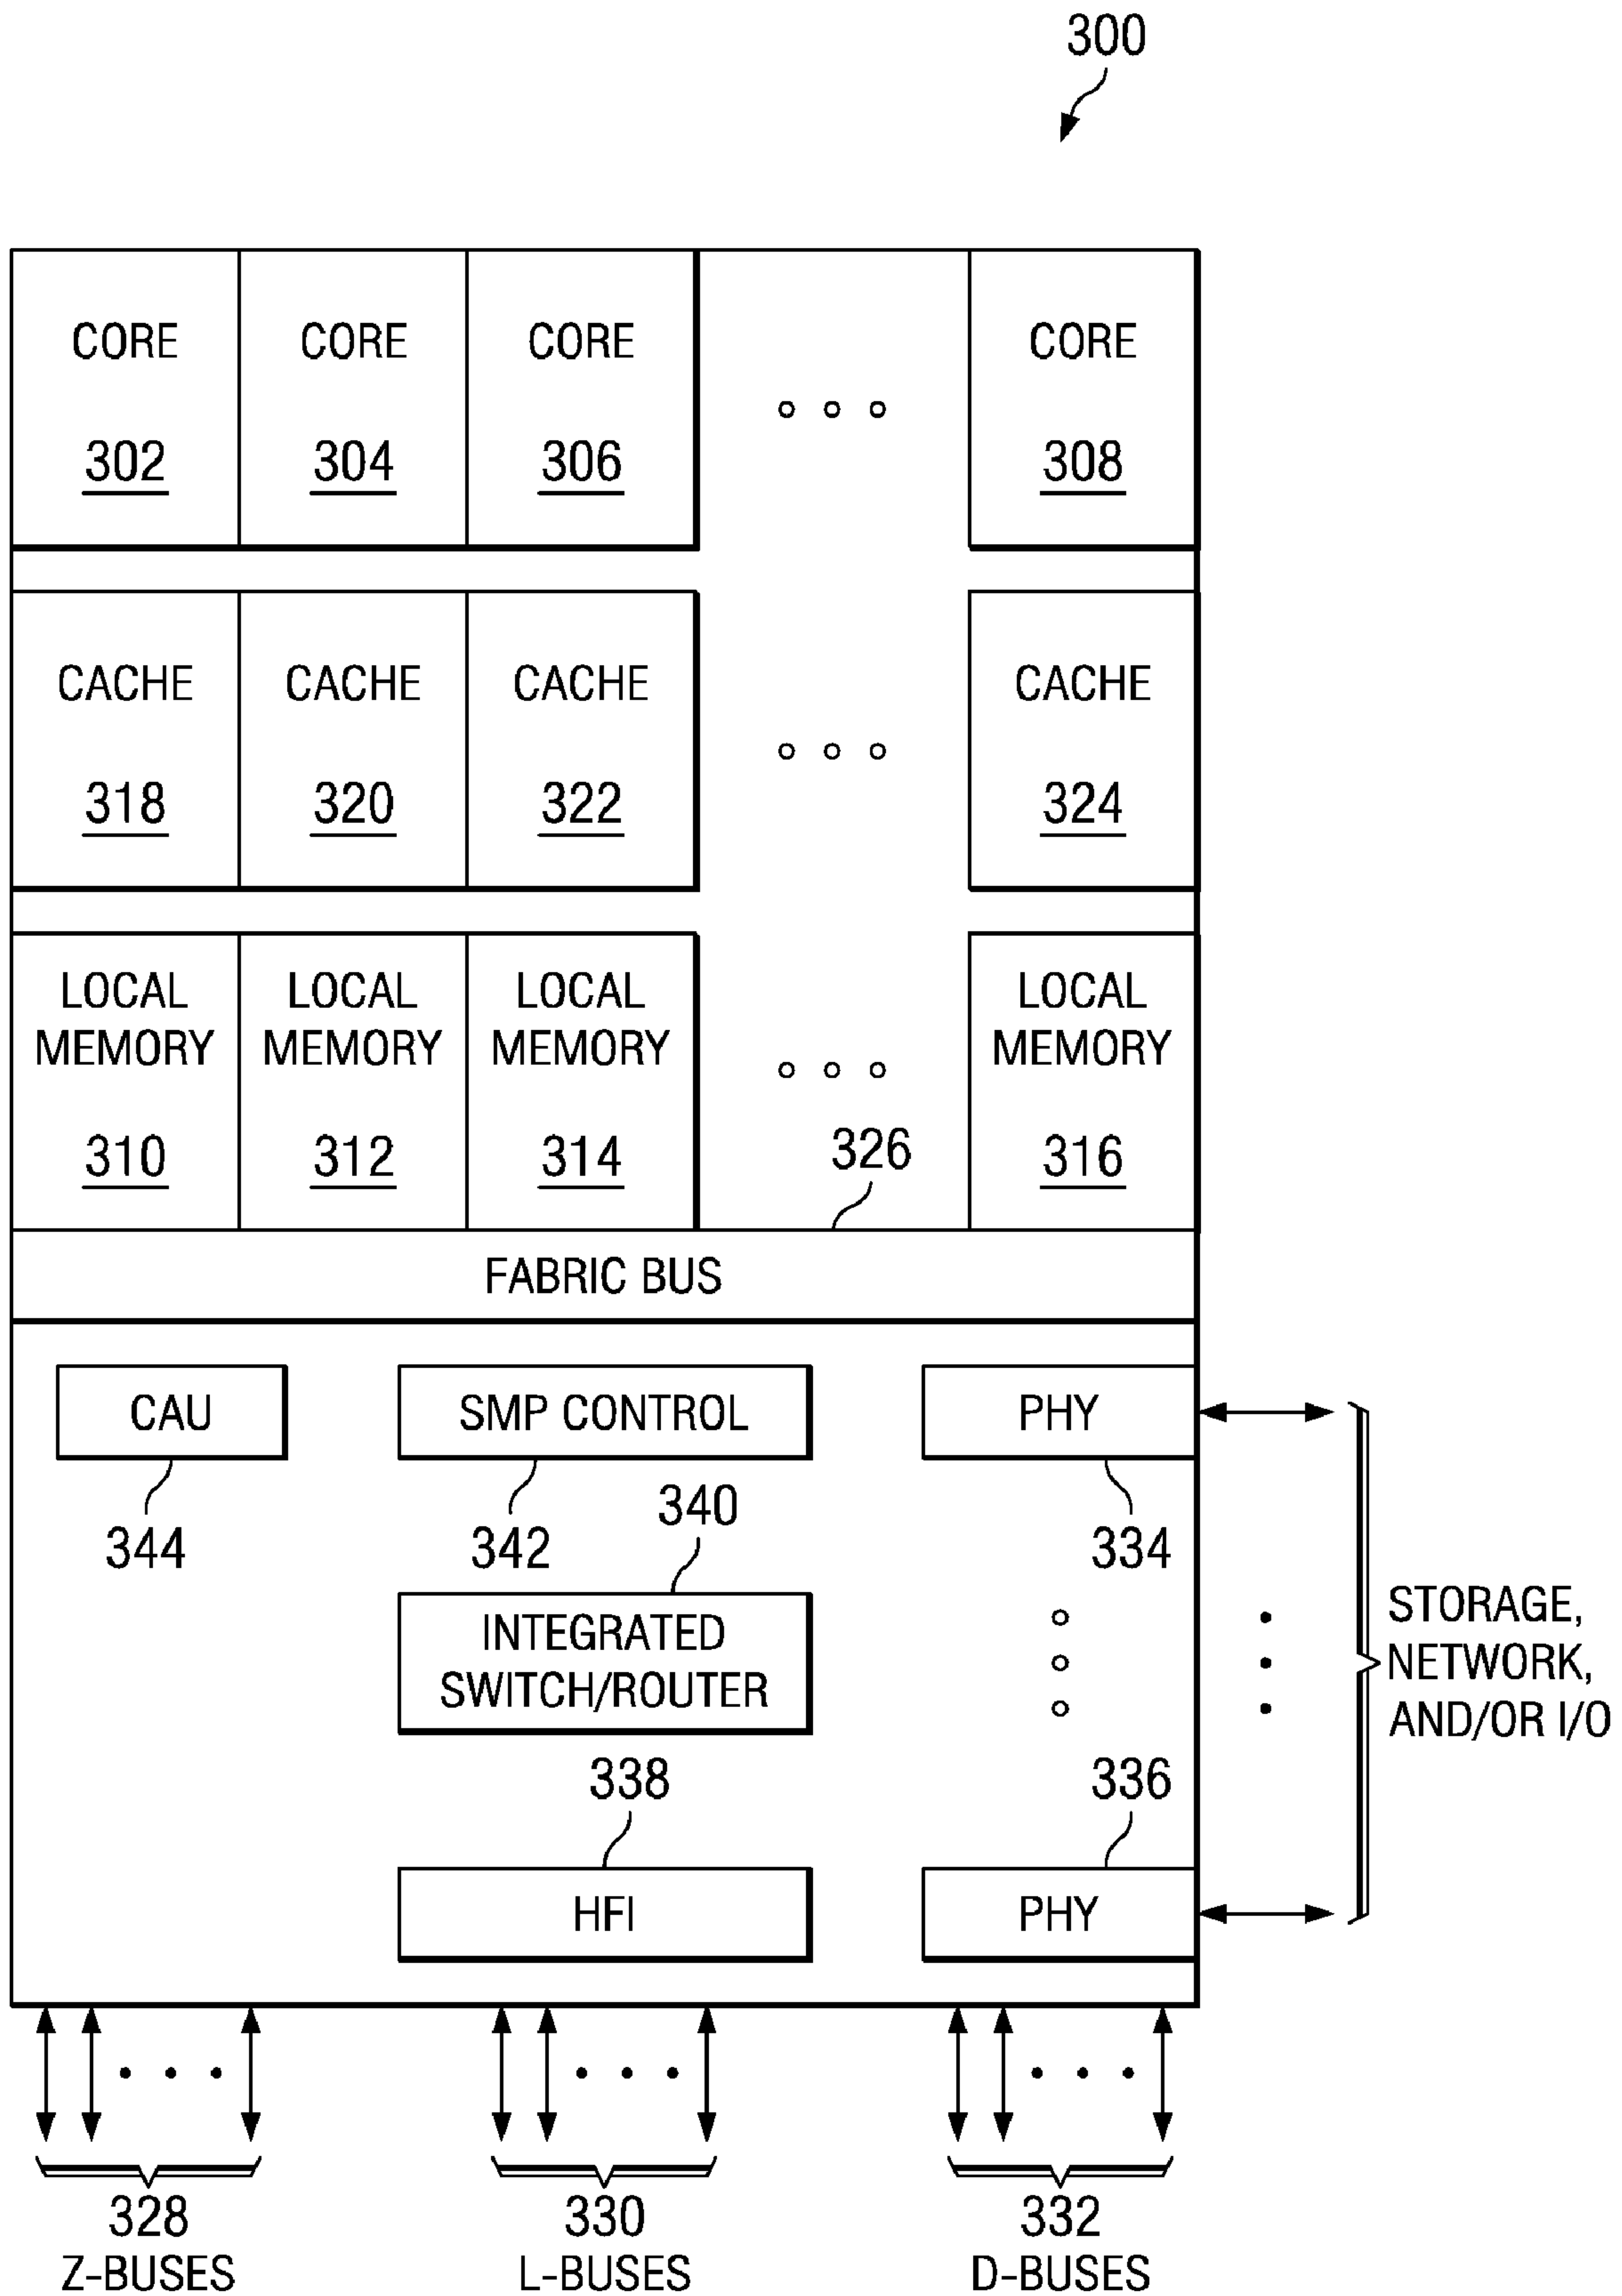 300
CORE CORE CORE CORE
302 304 306 308
CACHE CACHE CACHE CACHE
318 320 322 324
LOCAL LOCAL LOCAL LOCAL
MEMORY MEMORY MEMORY MEMORY
310 312 314 326 316
FABRIC BUS
CAU SMP CONTROL PHY
344 342 340 334
INTEGRATED
SWITCH/ROUTER
STORAGE,
NETWORK,
AND/OR I/O
338 336
HFI PHY
328 330 332
Z-BUSES L-BUSES D-BUSES